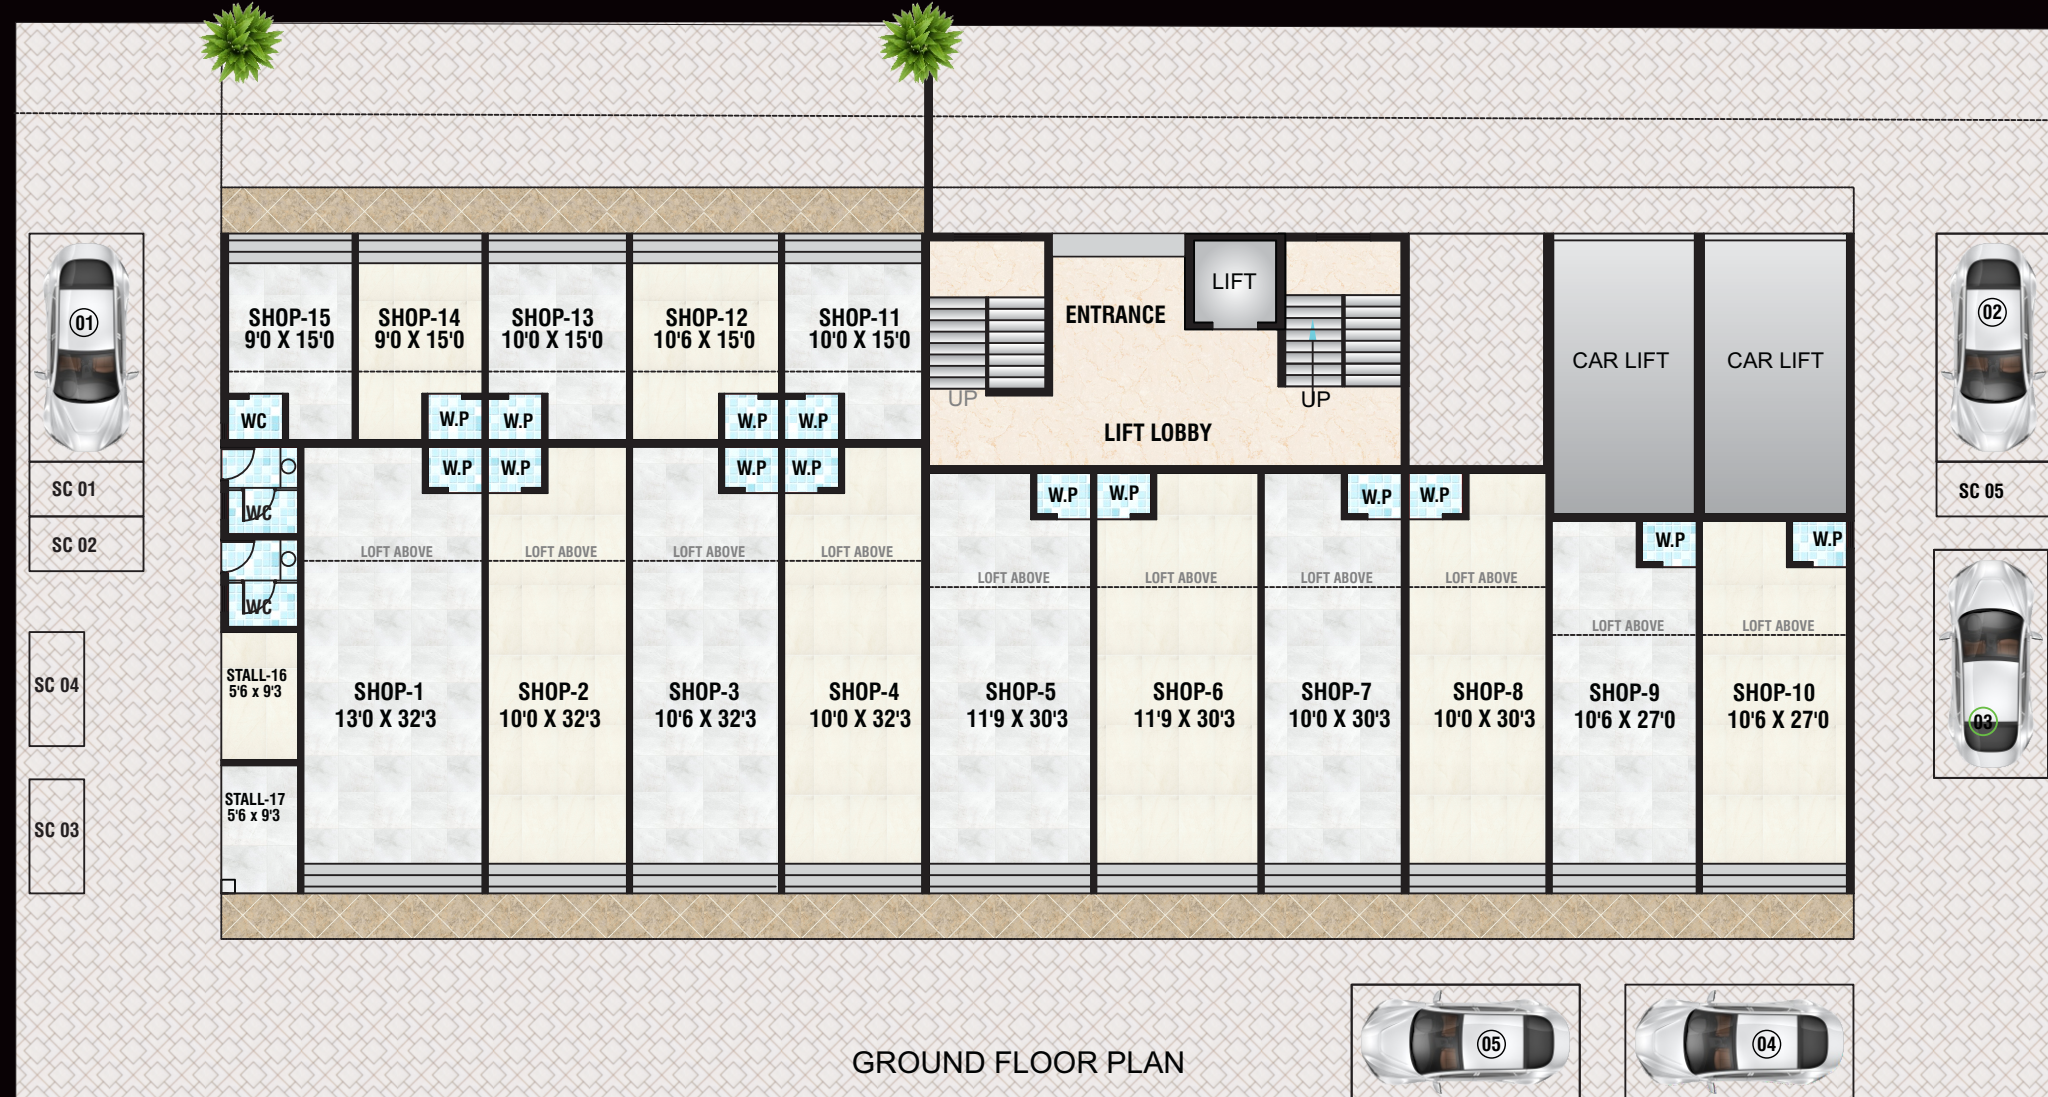 SHOP-15
9'0 X 15'0
SHOP-14
9'0 X 15'0
SHOP-13
10'0 X 15'0
SHOP-12
10'6 X 15'0
SHOP-11
10'0 X 15'0
ENTRANCE
LIFT
CAR LIFT
CAR LIFT
01
02
UP
UP
LIFT LOBBY
WC
W.P
W.P
W.P
W.P
W.P
W.P
W.P
W.P
W.P
W.P
W.P
W.P
W.P
W.P
WC
WC
SC 01
SC 02
SC 05
LOFT ABOVE
LOFT ABOVE
LOFT ABOVE
LOFT ABOVE
LOFT ABOVE
LOFT ABOVE
LOFT ABOVE
LOFT ABOVE
LOFT ABOVE
LOFT ABOVE
SC 04
STALL-16
5'6 x 9'3
SHOP-1
13'0 X 32'3
SHOP-2
10'0 X 32'3
SHOP-3
10'6 X 32'3
SHOP-4
10'0 X 32'3
SHOP-5
11'9 X 30'3
SHOP-6
11'9 X 30'3
SHOP-7
10'0 X 30'3
SHOP-8
10'0 X 30'3
SHOP-9
10'6 X 27'0
SHOP-10
10'6 X 27'0
03
STALL-17
5'6 x 9'3
SC 03
GROUND FLOOR PLAN
05
04